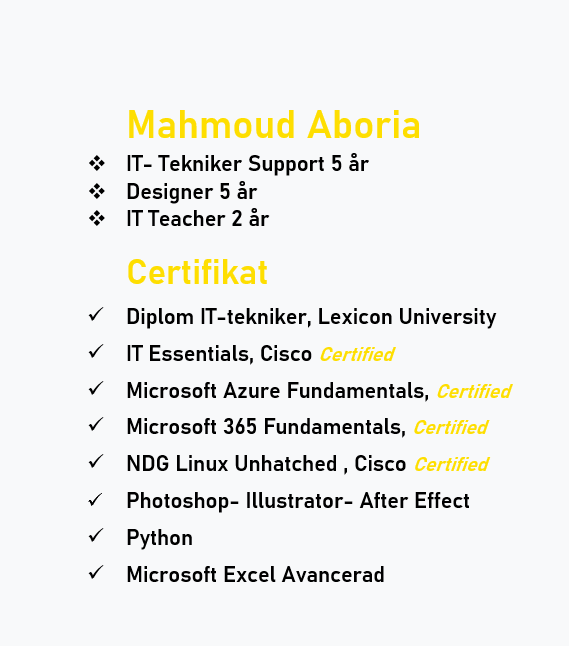 Mahmoud Aboria
❖ IT- Tekniker Support 5 år
❖ Designer 5 år
❖ IT Teacher 2 år
Certifikat
✓ Diplom IT-tekniker, Lexicon University
✓ IT Essentials, Cisco Certified
✓ Microsoft Azure Fundamentals, Certified
✓ Microsoft 365 Fundamentals, Certified
✓ NDG Linux Unhatched , Cisco Certified
✓ Photoshop- Illustrator- After Effect
✓ Python
✓ Microsoft Excel Avancerad